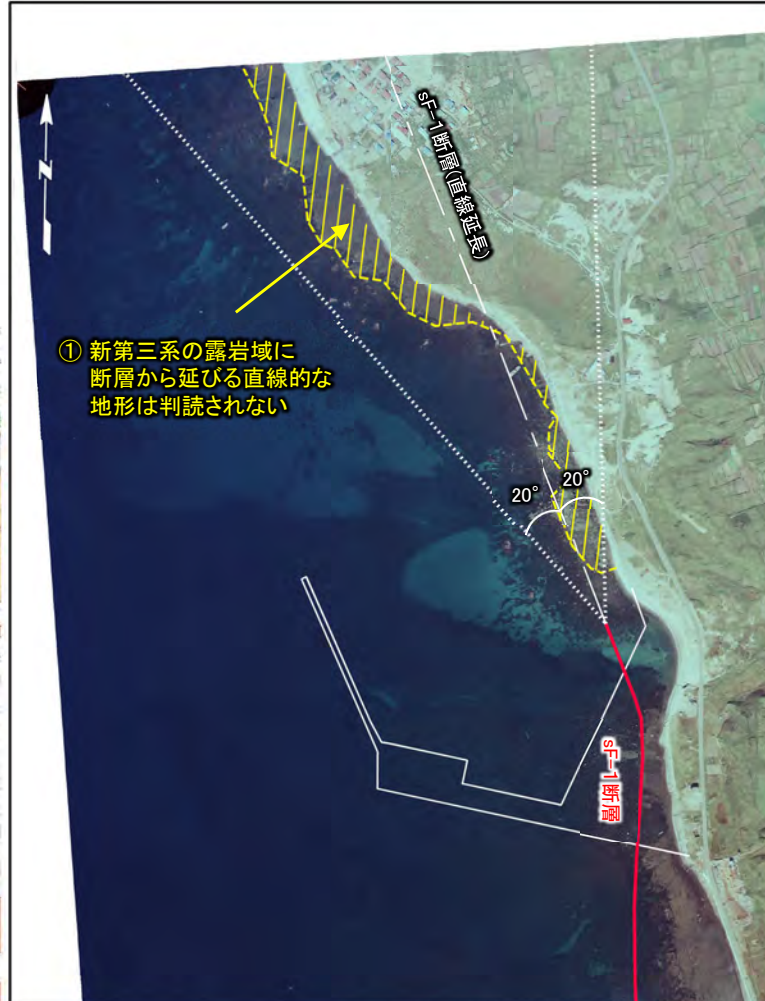 N
sF-1断層(直線延長)
① 新第三系の露岩域に
断層から延びる直線的な
地形は判読されない
20°
20°
sF-1断層